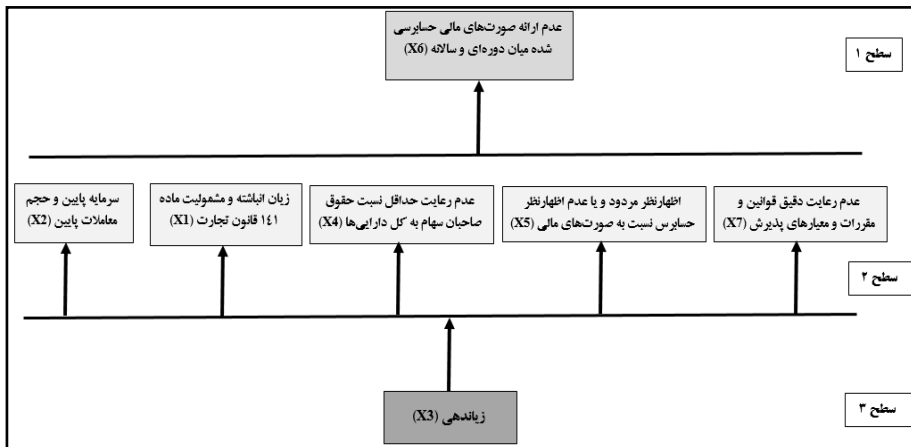 عدم ارائه صورت‌های مالی حسابرسی
شده میان دوره‌ای و سالانه (X6)
سطح ۱
عدم رعایت دقیق قوانین و
مقررات و معیارهای پذیرش (X7)
اظهارنظر مردود و یا عدم اظهارنظر
حسابرس نسبت به صورت‌های مالی (X5)
عدم رعایت حداقل نسبت حقوق
صاحبان سهام به کل دارایی‌ها (X4)
زیان انباشته و مشمولیت ماده
۱٤۱ قانون تجارت (X1)
سرمایه پایین و حجم
معاملات پایین (X2)
سطح ۲
زیاندهی (X3)
سطح ۳